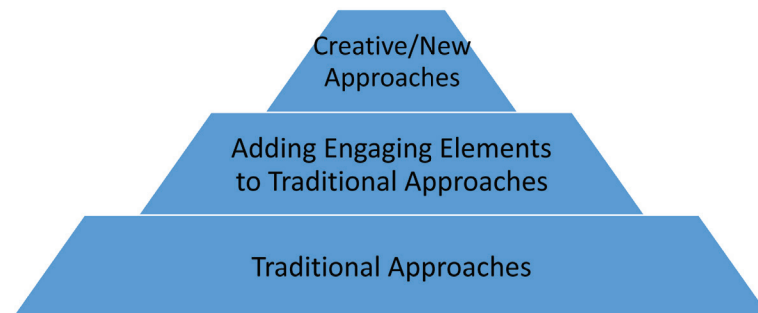 Creative/New
Approaches
Adding Engaging Elements
to Traditional Approaches
Traditional Approaches